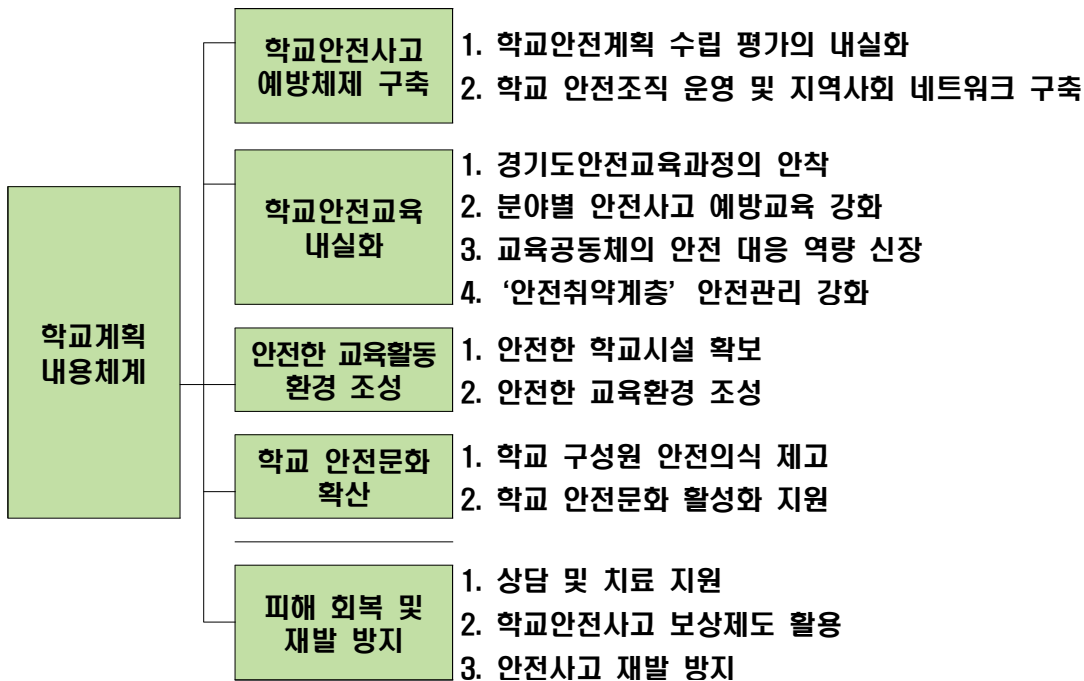 학교계획
내용체계
학교안전사고
예방체제 구축
1. 학교안전계획 수립 평가의 내실화
2. 학교 안전조직 운영 및 지역사회 네트워크 구축
학교안전교육
내실화
1. 경기도안전교육과정의 안착
2. 분야별 안전사고 예방교육 강화
3. 교육공동체의 안전 대응 역량 신장
4. ‘안전취약계층’ 안전관리 강화
안전한 교육활동
환경 조성
1. 안전한 학교시설 확보
2. 안전한 교육환경 조성
학교 안전문화
확산
1. 학교 구성원 안전의식 제고
2. 학교 안전문화 활성화 지원
피해 회복 및
재발 방지
1. 상담 및 치료 지원
2. 학교안전사고 보상제도 활용
3. 안전사고 재발 방지